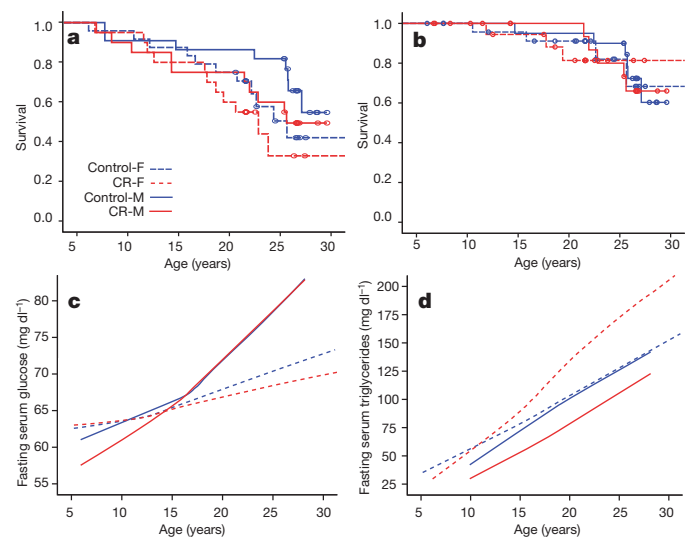 a
1.0
0.8
0.6
0.4
0.2
0.0
Survival
Control-F
CR-F
Control-M
CR-M
5 10 15 20 25 30
Age (years)
b
1.0
0.8
0.6
0.4
0.2
0.0
Survival
5 10 15 20 25 30
Age (years)
c
80
75
70
65
60
55
Fasting serum glucose (mg dl⁻¹)
5 10 15 20 25 30
Age (years)
d
200
175
150
125
100
75
50
25
Fasting serum triglycerides (mg dl⁻¹)
5 10 15 20 25 30
Age (years)